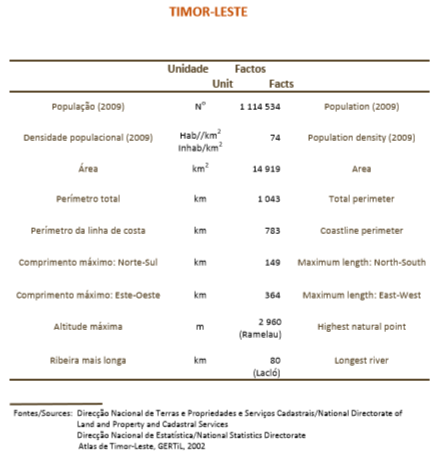 TIMOR-LESTE
Unidade Factos
Unit Facts
População (2009) Nº 1 114 534 Population (2009)
Densidade populacional (2009) Hab//km² Inhab/km² 74 Population density (2009)
Área km² 14 919 Area
Perímetro total km 1 043 Total perimeter
Perímetro da linha de costa km 783 Coastline perimeter
Comprimento máximo: Norte-Sul km 149 Maximum length: North-South
Comprimento máximo: Este-Oeste km 364 Maximum length: East-West
Altitude máxima m 2 960 (Ramelau) Highest natural point
Ribeira mais longa km 80 (Lacló) Longest river
Fontes/Sources: Direcção Nacional de Terras e Propriedades e Serviços Cadastrais/National Directorate of
Land and Property and Cadastral Services
Direcção Nacional de Estatística/National Statistics Directorate
Atlas de Timor-Leste, GERTiL, 2002